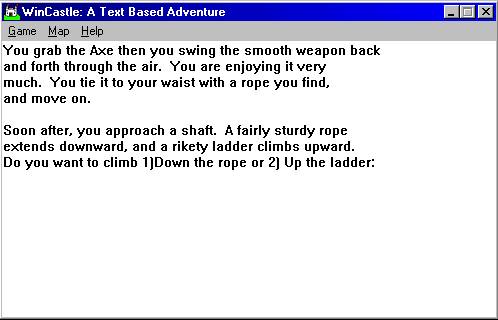 WinCastle: A Text Based Adventure
Game Map Help
You grab the Axe then you swing the smooth weapon back
and forth through the air. You are enjoying it very
much. You tie it to your waist with a rope you find,
and move on.
Soon after, you approach a shaft. A fairly sturdy rope
extends downward, and a rikety ladder climbs upward.
Do you want to climb 1)Down the rope or 2) Up the ladder: